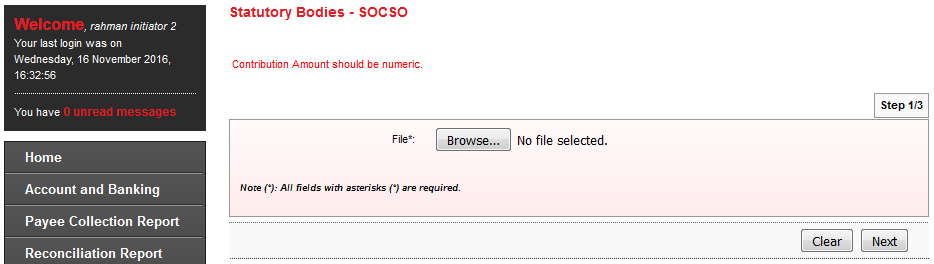 Welcome, rahman initiator 2
Your last login was on
Wednesday, 16 November 2016,
16:32:56
You have 0 unread messages
Home
Account and Banking
Payee Collection Report
Reconciliation Report
Statutory Bodies - SOCSO
Contribution Amount should be numeric.
Step 1/3
File*: Browse... No file selected.
Note (*): All fields with asterisks (*) are required.
Clear Next